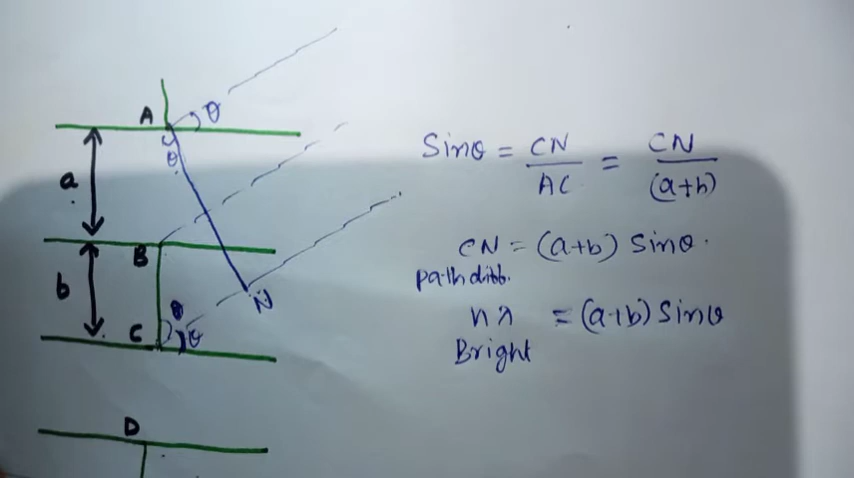 A θ
θ
a
B
b
N
θ
C θ
D
Sinθ = CN / AC = CN / (a+b)
CN = (a+b) Sinθ.
path diff.
nλ = (a+b) Sinθ
Bright